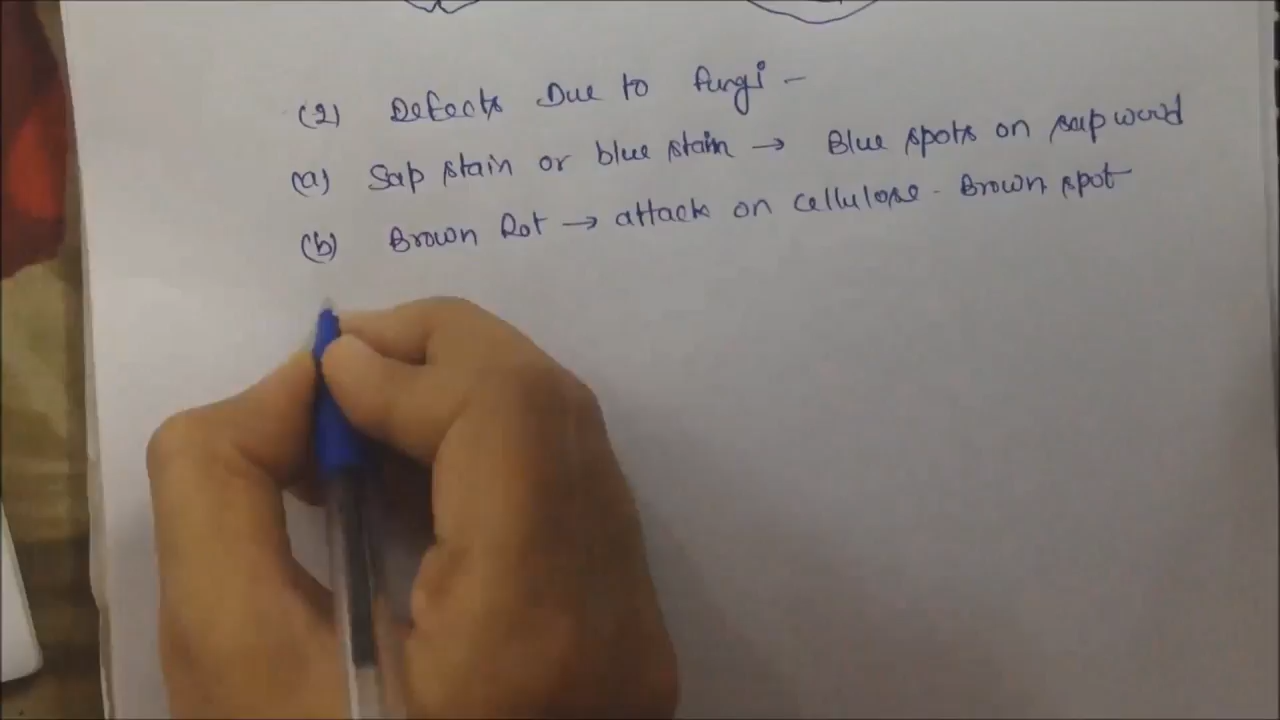 (2) Defects Due to fungi -
(a) Sap stain or blue stain → Blue spots on sap wood
(b) Brown Rot → attack on cellulose - Brown spot